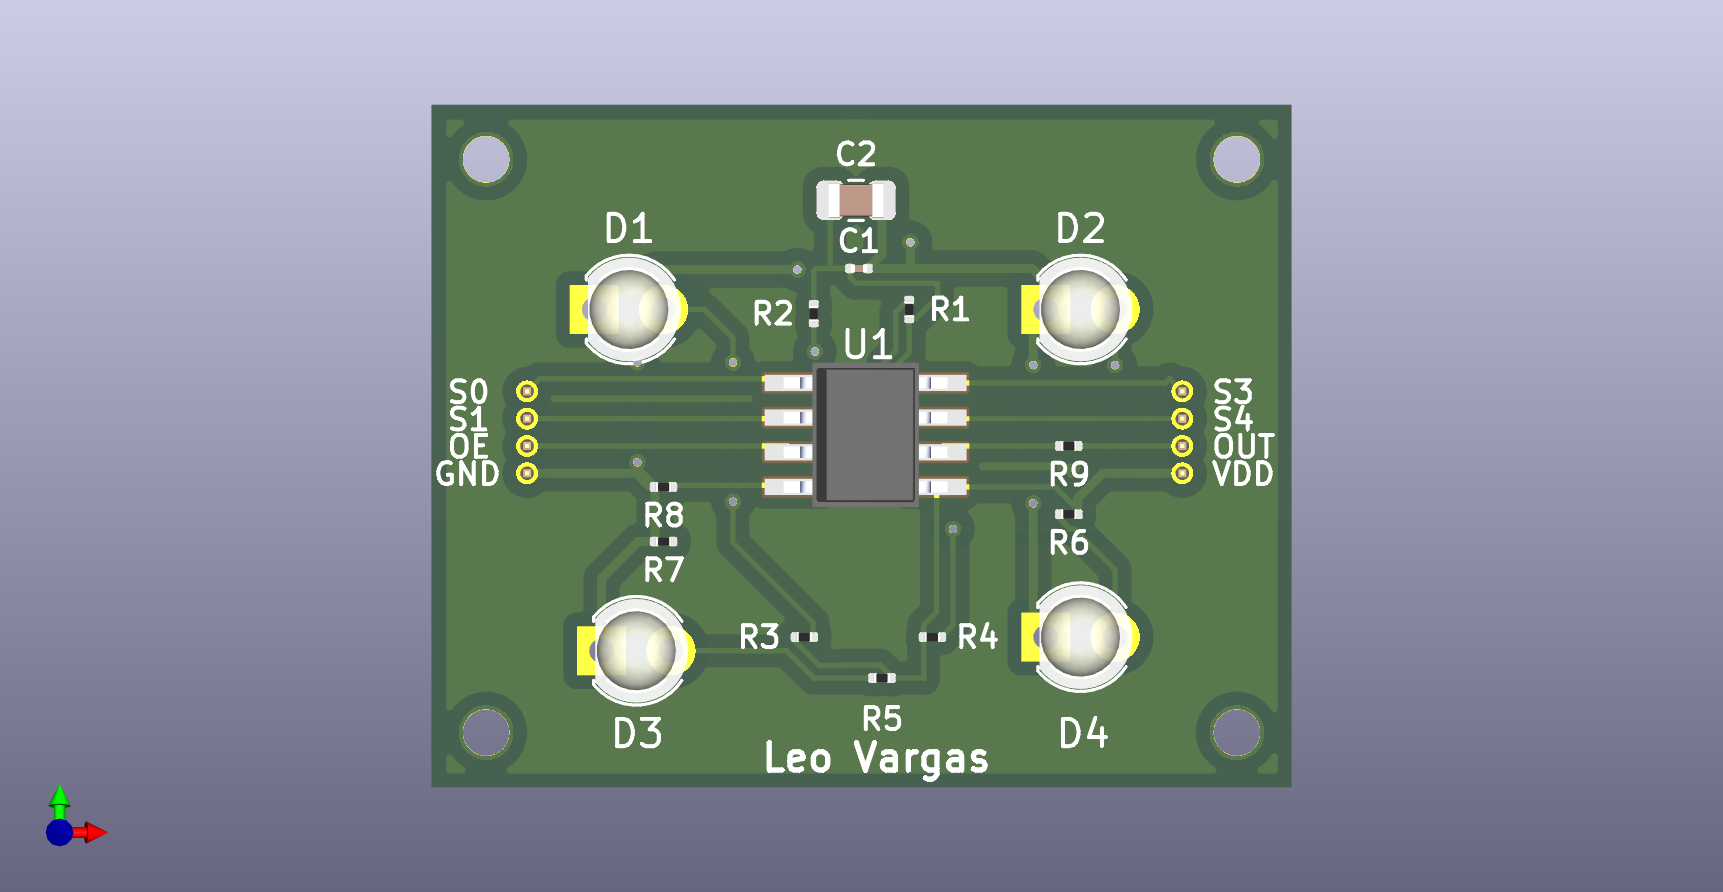 C2
D1
D2
C1
R2
R1
U1
S0
S3
S1
S4
OE
OUT
GND
VDD
R9
R8
R6
R7
R3
R4
R5
D3
D4
Leo Vargas